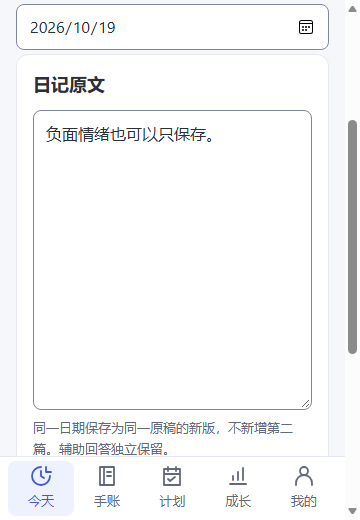 2026/10/19
日记原文
负面情绪也可以只保存。
同一日期保存为同一原稿的新版，不新增第二
篇。辅助回答独立保留。
今天
手账
计划
成长
我的